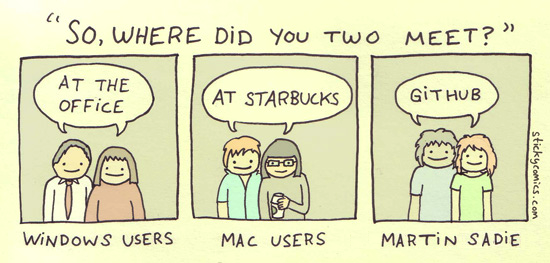 "SO, WHERE DID YOU TWO MEET?"
AT THE
OFFICE
AT STARBUCKS
GITHUB
WINDOWS USERS
MAC USERS
MARTIN SADIE
stickycomics.com